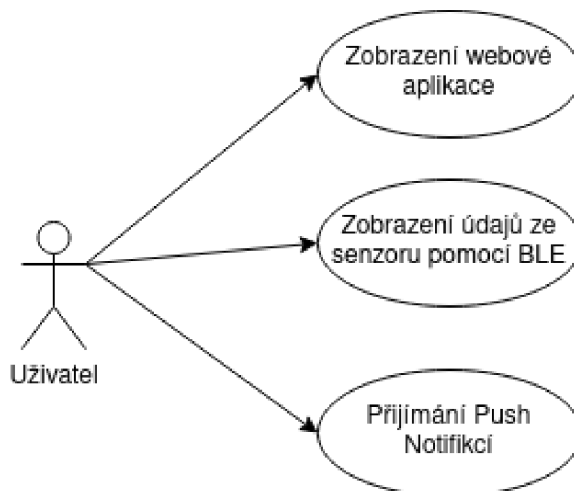 Zobrazení webové
aplikace
Zobrazení údajů ze
senzoru pomocí BLE
Uživatel
Přijímání Push
Notifikcí